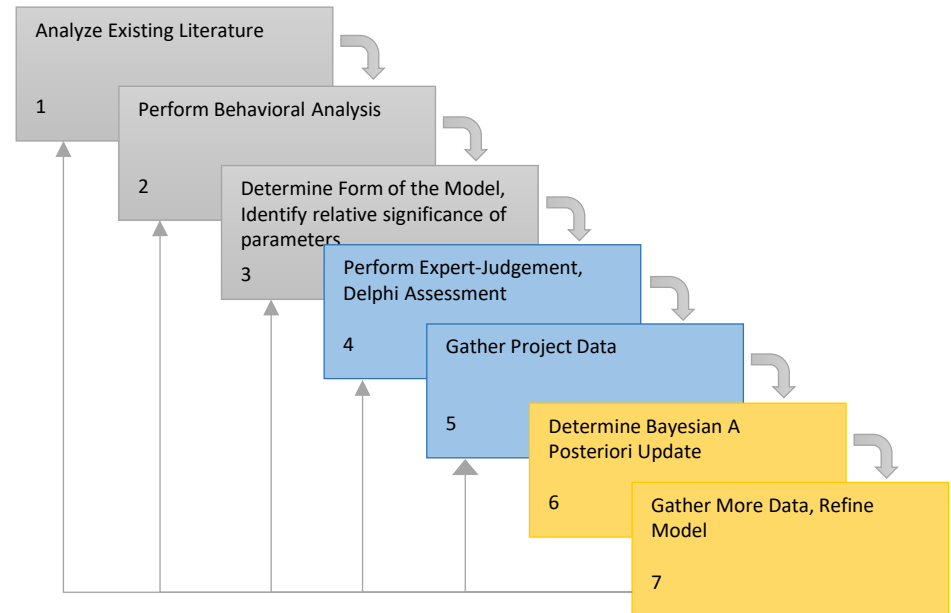 Analyze Existing Literature
1
Perform Behavioral Analysis
2
Determine Form of the Model,
Identify relative significance of
parameters
3
Perform Expert-Judgement,
Delphi Assessment
4
Gather Project Data
5
Determine Bayesian A
Posteriori Update
6
Gather More Data, Refine
Model
7